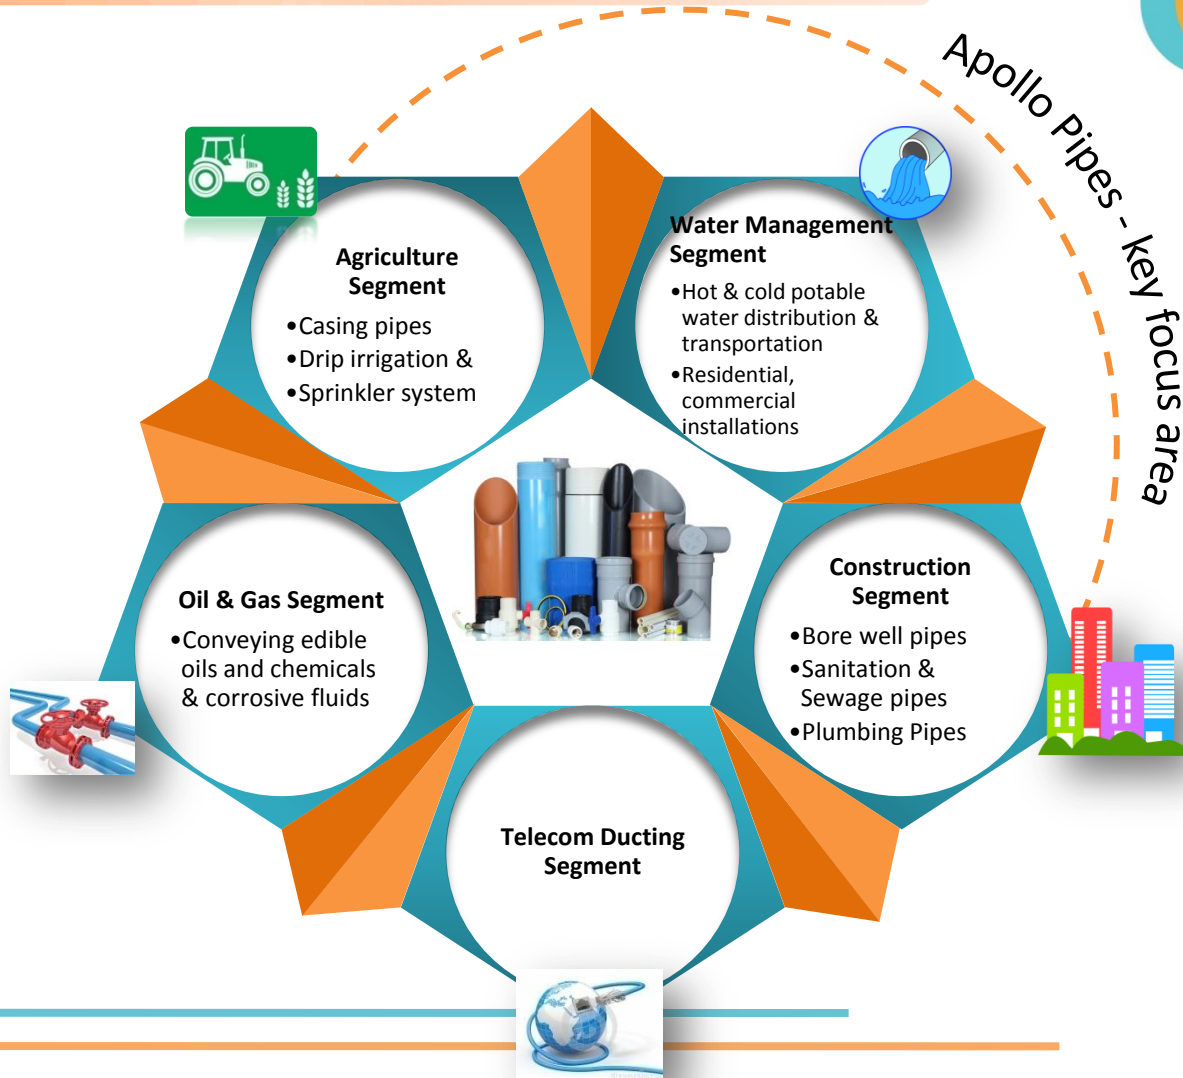 Apollo Pipes - key focus area
Agriculture
Segment
•Casing pipes
•Drip irrigation &
•Sprinkler system
Water Management
Segment
•Hot & cold potable
water distribution &
transportation
•Residential,
commercial
installations
Oil & Gas Segment
•Conveying edible
oils and chemicals
& corrosive fluids
Construction
Segment
•Bore well pipes
•Sanitation &
Sewage pipes
•Plumbing Pipes
Telecom Ducting
Segment